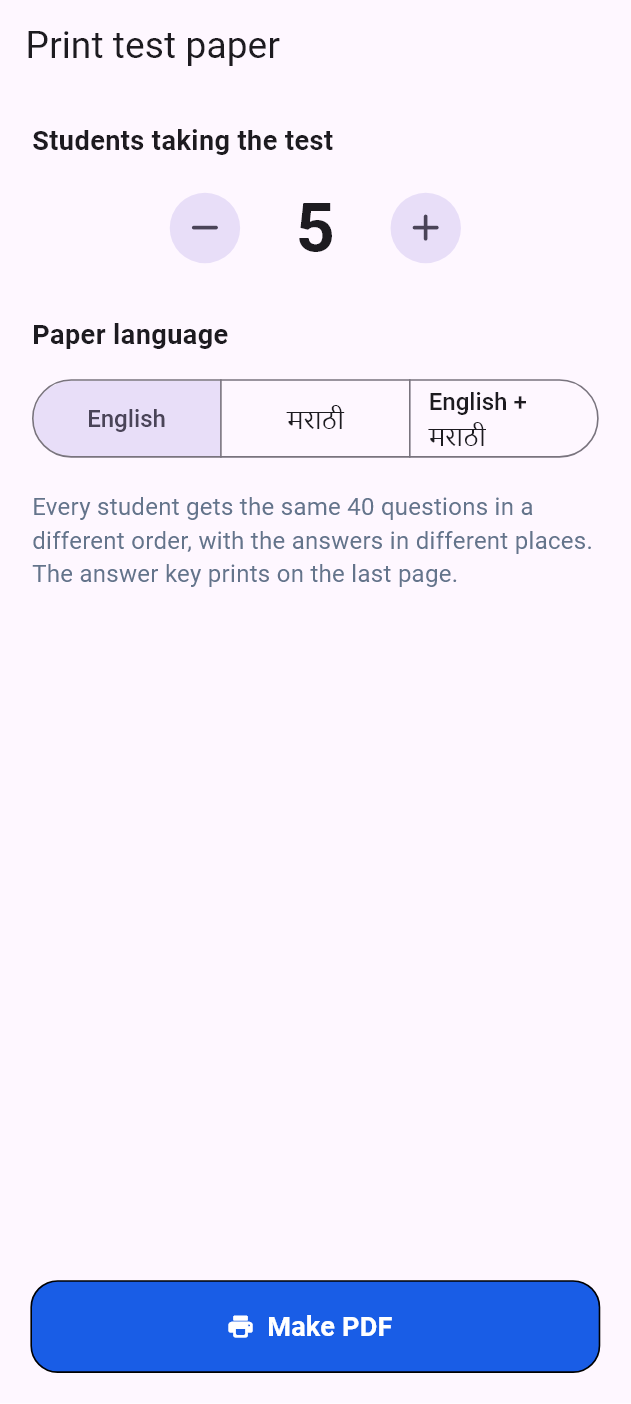 Print test paper
Students taking the test
5
Paper language
English
मराठी
English +
मराठी
Every student gets the same 40 questions in a
different order, with the answers in different places.
The answer key prints on the last page.
Make PDF